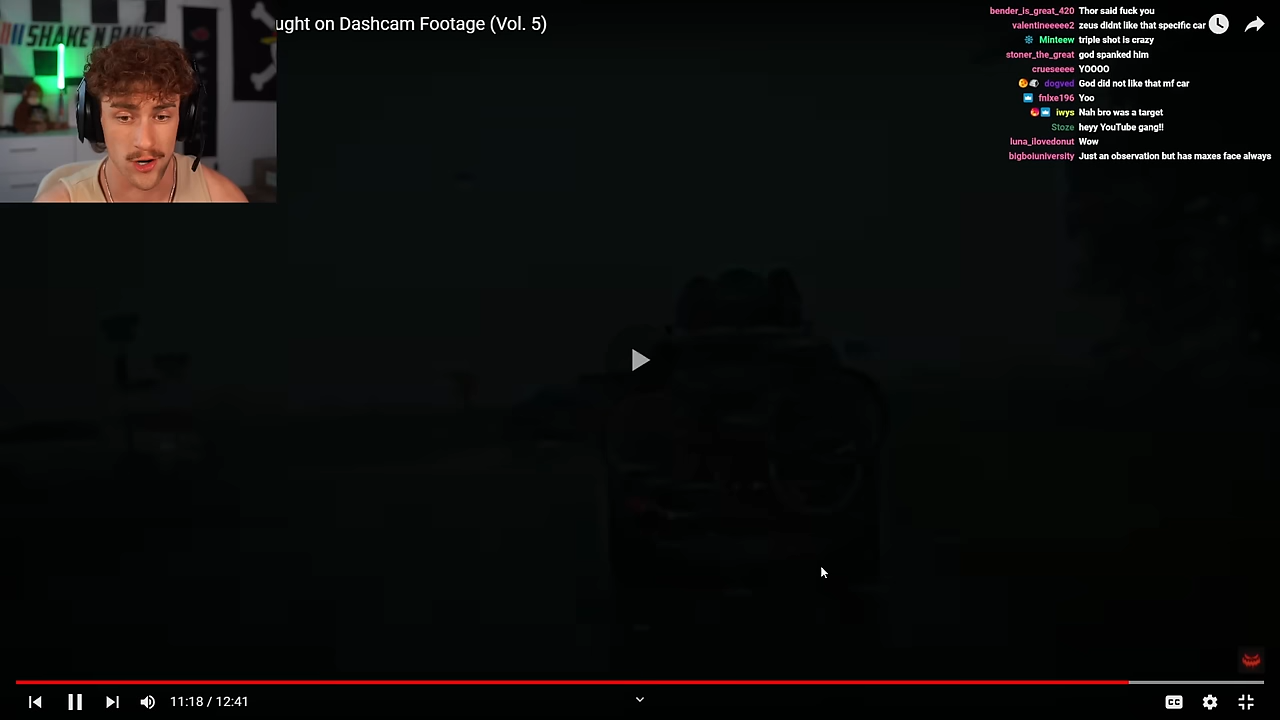 SHAKE N BAKE
ught on Dashcam Footage (Vol. 5)
bender_is_great_420 Thor said fuck you
valentineeeee2 zeus didnt like that specific car
Minteew triple shot is crazy
stoner_the_great god spanked him
crueseeee YOOOO
dogved God did not like that mf car
fnlxe196 Yoo
iwys Nah bro was a target
Stoze heyy YouTube gang!!
luna_ilovedonut Wow
bigboiuniversity Just an observation but has maxes face always
11:18 / 12:41
CC